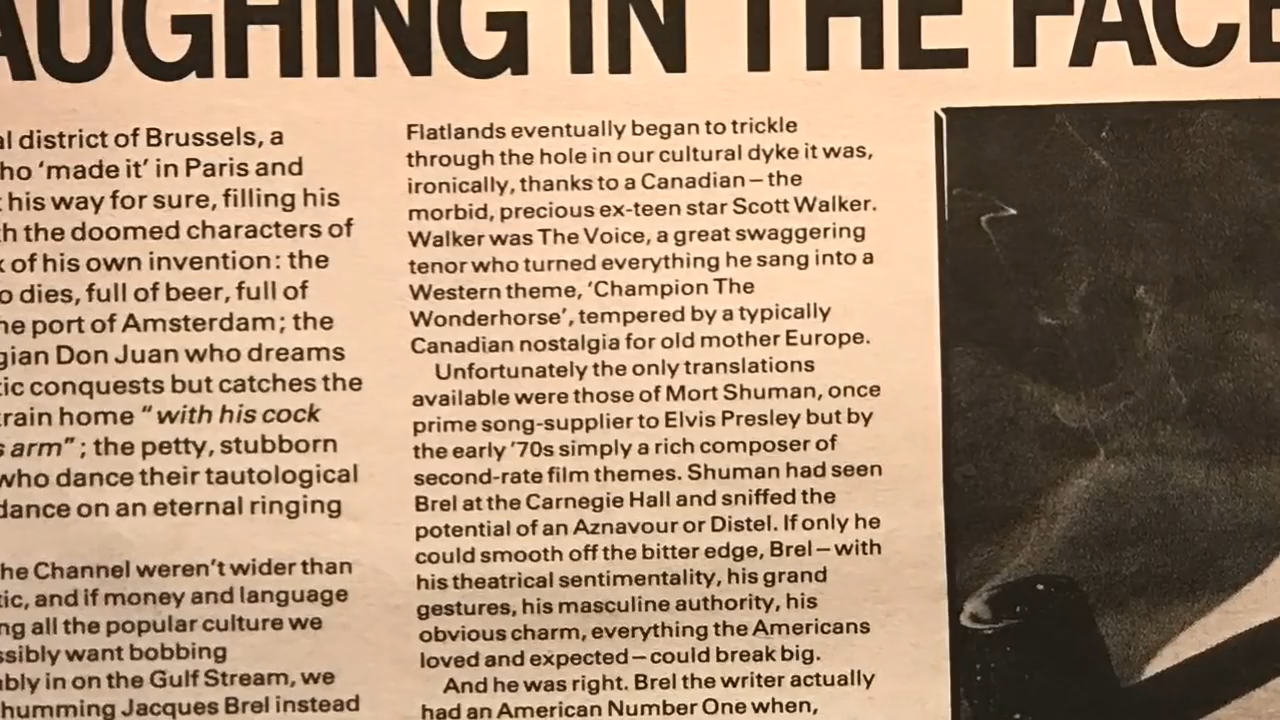 AUGHING IN THE FACE
al district of Brussels, a
ho ‘made it’ in Paris and
his way for sure, filling his
h the doomed characters of
of his own invention: the
o dies, full of beer, full of
he port of Amsterdam; the
gian Don Juan who dreams
tic conquests but catches the
rain home “with his cock
s arm”; the petty, stubborn
who dance their tautological
dance on an eternal ringing
he Channel weren’t wider than
tic, and if money and language
ng all the popular culture we
ssibly want bobbing
ably in on the Gulf Stream, we
humming Jacques Brel instead
Flatlands eventually began to trickle
through the hole in our cultural dyke it was,
ironically, thanks to a Canadian – the
morbid, precious ex-teen star Scott Walker.
Walker was The Voice, a great swaggering
tenor who turned everything he sang into a
Western theme, ‘Champion The
Wonderhorse’, tempered by a typically
Canadian nostalgia for old mother Europe.
Unfortunately the only translations
available were those of Mort Shuman, once
prime song-supplier to Elvis Presley but by
the early ’70s simply a rich composer of
second-rate film themes. Shuman had seen
Brel at the Carnegie Hall and sniffed the
potential of an Aznavour or Distel. If only he
could smooth off the bitter edge, Brel – with
his theatrical sentimentality, his grand
gestures, his masculine authority, his
obvious charm, everything the Americans
loved and expected – could break big.
And he was right. Brel the writer actually
had an American Number One when,